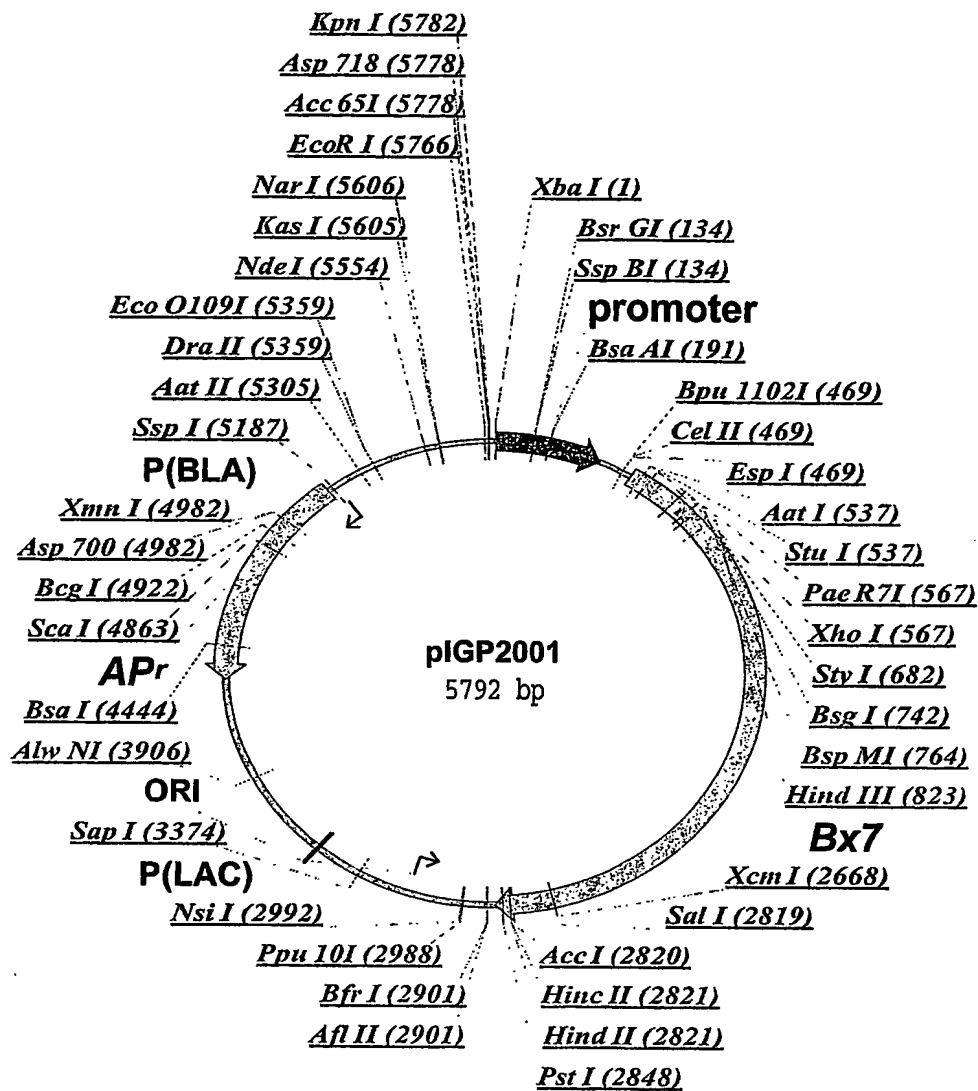 Kpn I (5782)
Asp 718 (5778)
Acc 65I (5778)
EcoR I (5766)
Nar I (5606)
Kas I (5605)
Nde I (5554)
Eco O109I (5359)
Dra II (5359)
Aat II (5305)
Ssp I (5187)
P(BLA)
Xmn I (4982)
Asp 700 (4982)
Bcg I (4922)
Sca I (4863)
APr
Bsa I (4444)
Alw NI (3906)
ORI
Sap I (3374)
P(LAC)
Nsi I (2992)
Ppu 10I (2988)
Bfr I (2901)
Afl II (2901)
Xba I (1)
Bsr GI (134)
Ssp BI (134)
promoter
Bsa AI (191)
Bpu 1102I (469)
Cel II (469)
Esp I (469)
Aat I (537)
Stu I (537)
Pae R7I (567)
Xho I (567)
Sty I (682)
Bsg I (742)
Bsp MI (764)
Hind III (823)
Bx7
Xcm I (2668)
Sal I (2819)
Acc I (2820)
Hinc II (2821)
Hind II (2821)
Pst I (2848)
pIGP2001
5792 bp